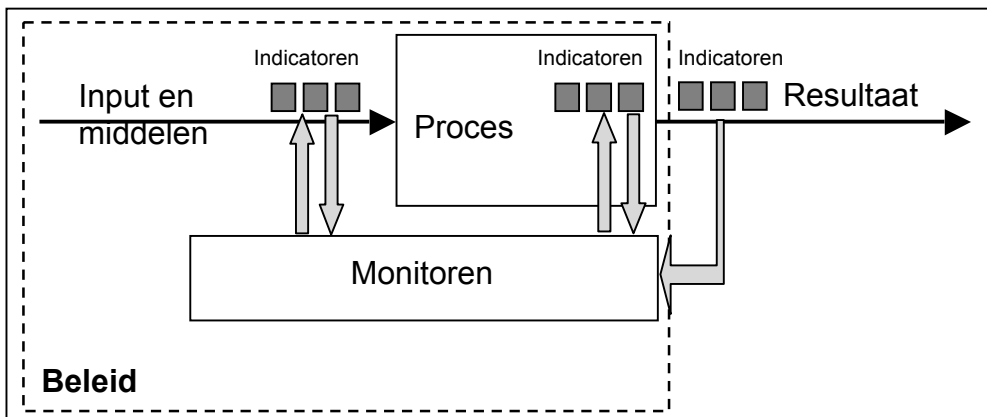 Indicatoren
Indicatoren
Indicatoren
Input en
middelen
Proces
Resultaat
Monitoren
Beleid